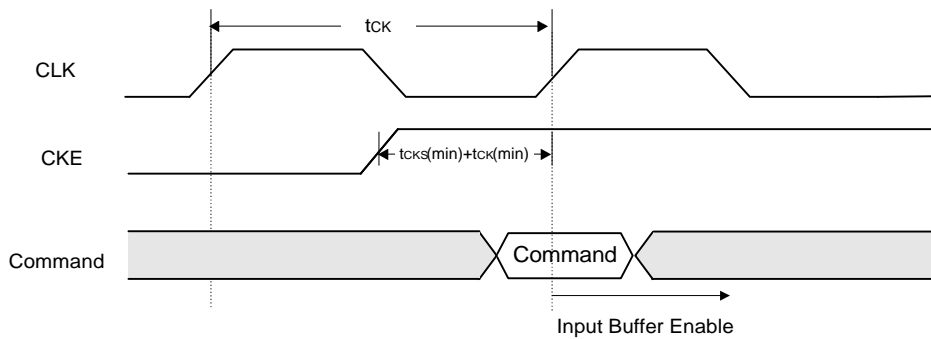 tCK
CLK
CKE
tCKS(min)+tCK(min)
Command
Command
Input Buffer Enable